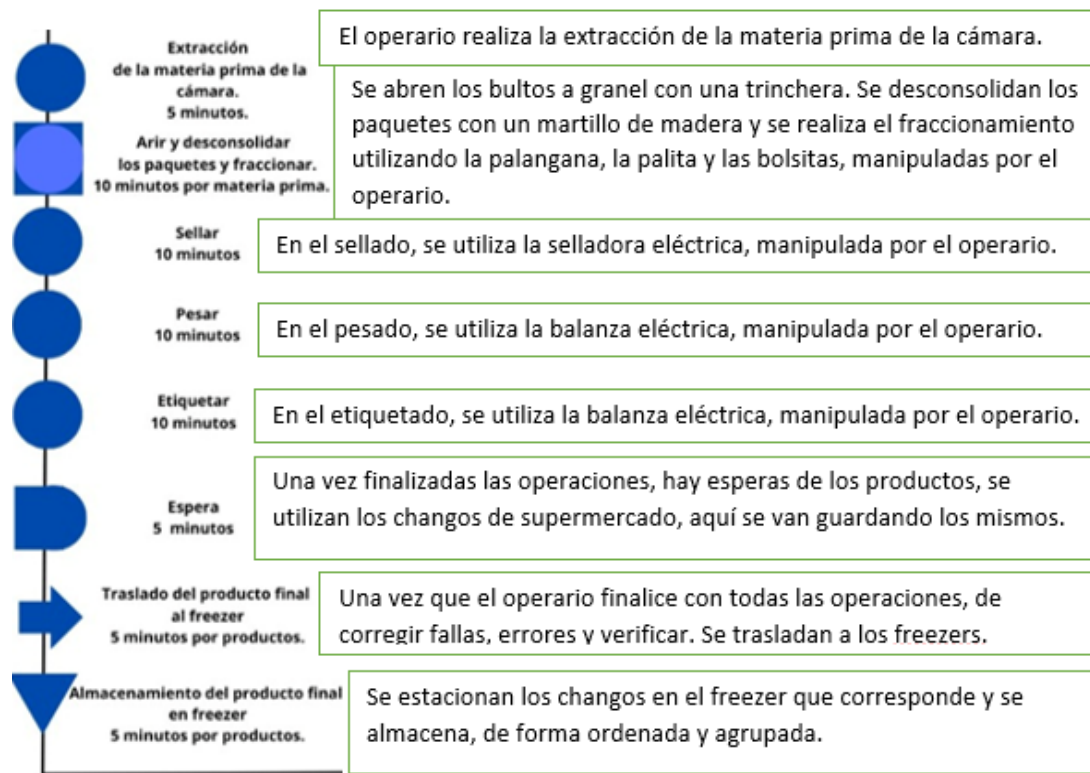 Extracción
de la materia prima de la
cámara.
5 minutos.
El operario realiza la extracción de la materia prima de la cámara.
Arir y desconsolidar
los paquetes y fraccionar.
10 minutos por materia prima.
Se abren los bultos a granel con una trinchera. Se desconsolidan los
paquetes con un martillo de madera y se realiza el fraccionamiento
utilizando la palangana, la palita y las bolsitas, manipuladas por el
operario.
Sellar
10 minutos
En el sellado, se utiliza la selladora eléctrica, manipulada por el operario.
Pesar
10 minutos
En el pesado, se utiliza la balanza eléctrica, manipulada por el operario.
Etiquetar
10 minutos
En el etiquetado, se utiliza la balanza eléctrica, manipulada por el operario.
Espera
5 minutos
Una vez finalizadas las operaciones, hay esperas de los productos, se
utilizan los changos de supermercado, aquí se van guardando los mismos.
Traslado del producto final
al freezer
5 minutos por productos.
Una vez que el operario finalice con todas las operaciones, de
corregir fallas, errores y verificar. Se trasladan a los freezers.
Almacenamiento del producto final
en freezer
5 minutos por productos.
Se estacionan los changos en el freezer que corresponde y se
almacena, de forma ordenada y agrupada.